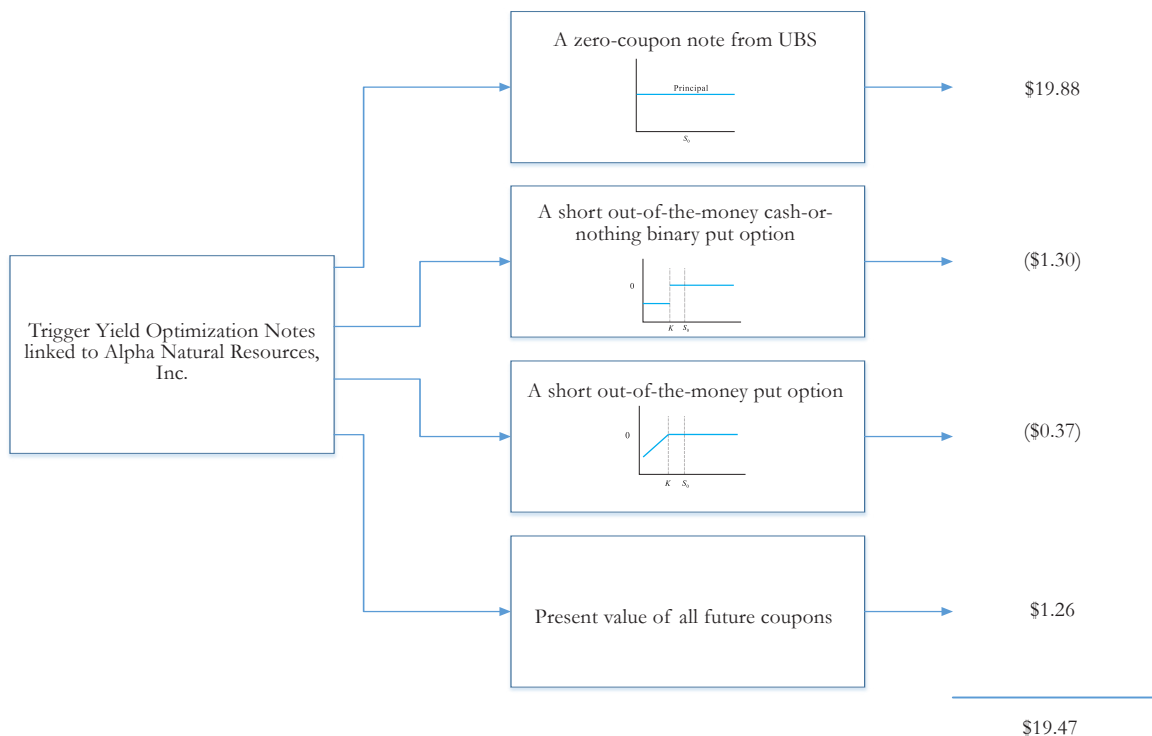 A zero-coupon note from UBS
Principal
S0
$19.88
A short out-of-the-money cash-or-
nothing binary put option
0
K S0
($1.30)
Trigger Yield Optimization Notes
linked to Alpha Natural Resources,
Inc.
A short out-of-the-money put option
0
K S0
($0.37)
Present value of all future coupons
$1.26
$19.47